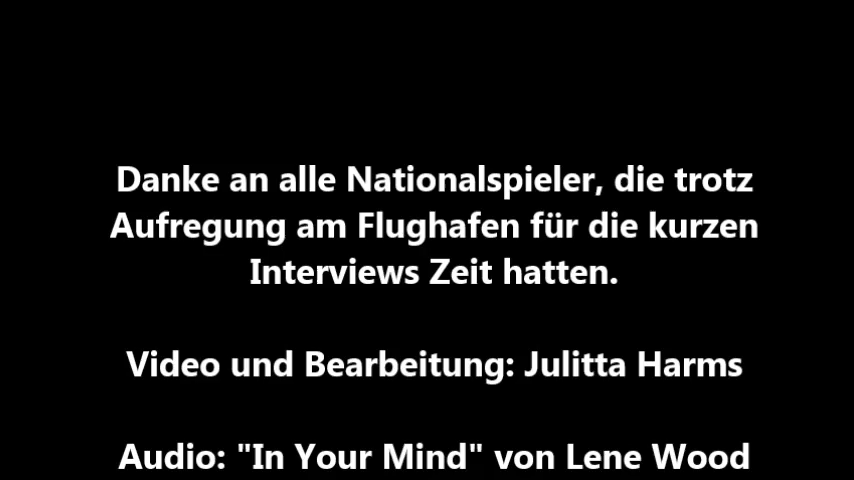 Danke an alle Nationalspieler, die trotz
Aufregung am Flughafen für die kurzen
Interviews Zeit hatten.
Video und Bearbeitung: Julitta Harms
Audio: "In Your Mind" von Lene Wood